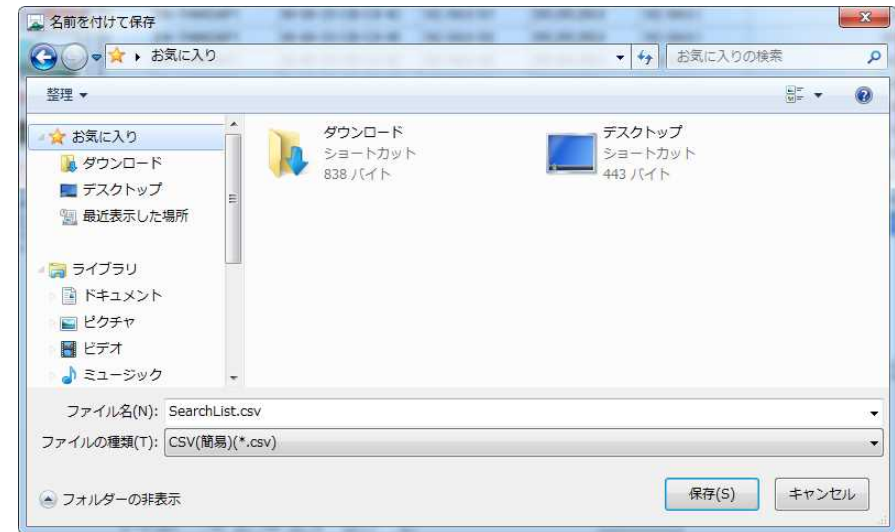 名前を付けて保存
お気に入り
お気に入りの検索
整理
お気に入り
ダウンロード
デスクトップ
最近表示した場所
ライブラリ
ドキュメント
ピクチャ
ビデオ
ミュージック
ダウンロード
ショートカット
838 バイト
デスクトップ
ショートカット
443 バイト
ファイル名(N): SearchList.csv
ファイルの種類(T): CSV(簡易)(*.csv)
フォルダーの非表示
保存(S)
キャンセル